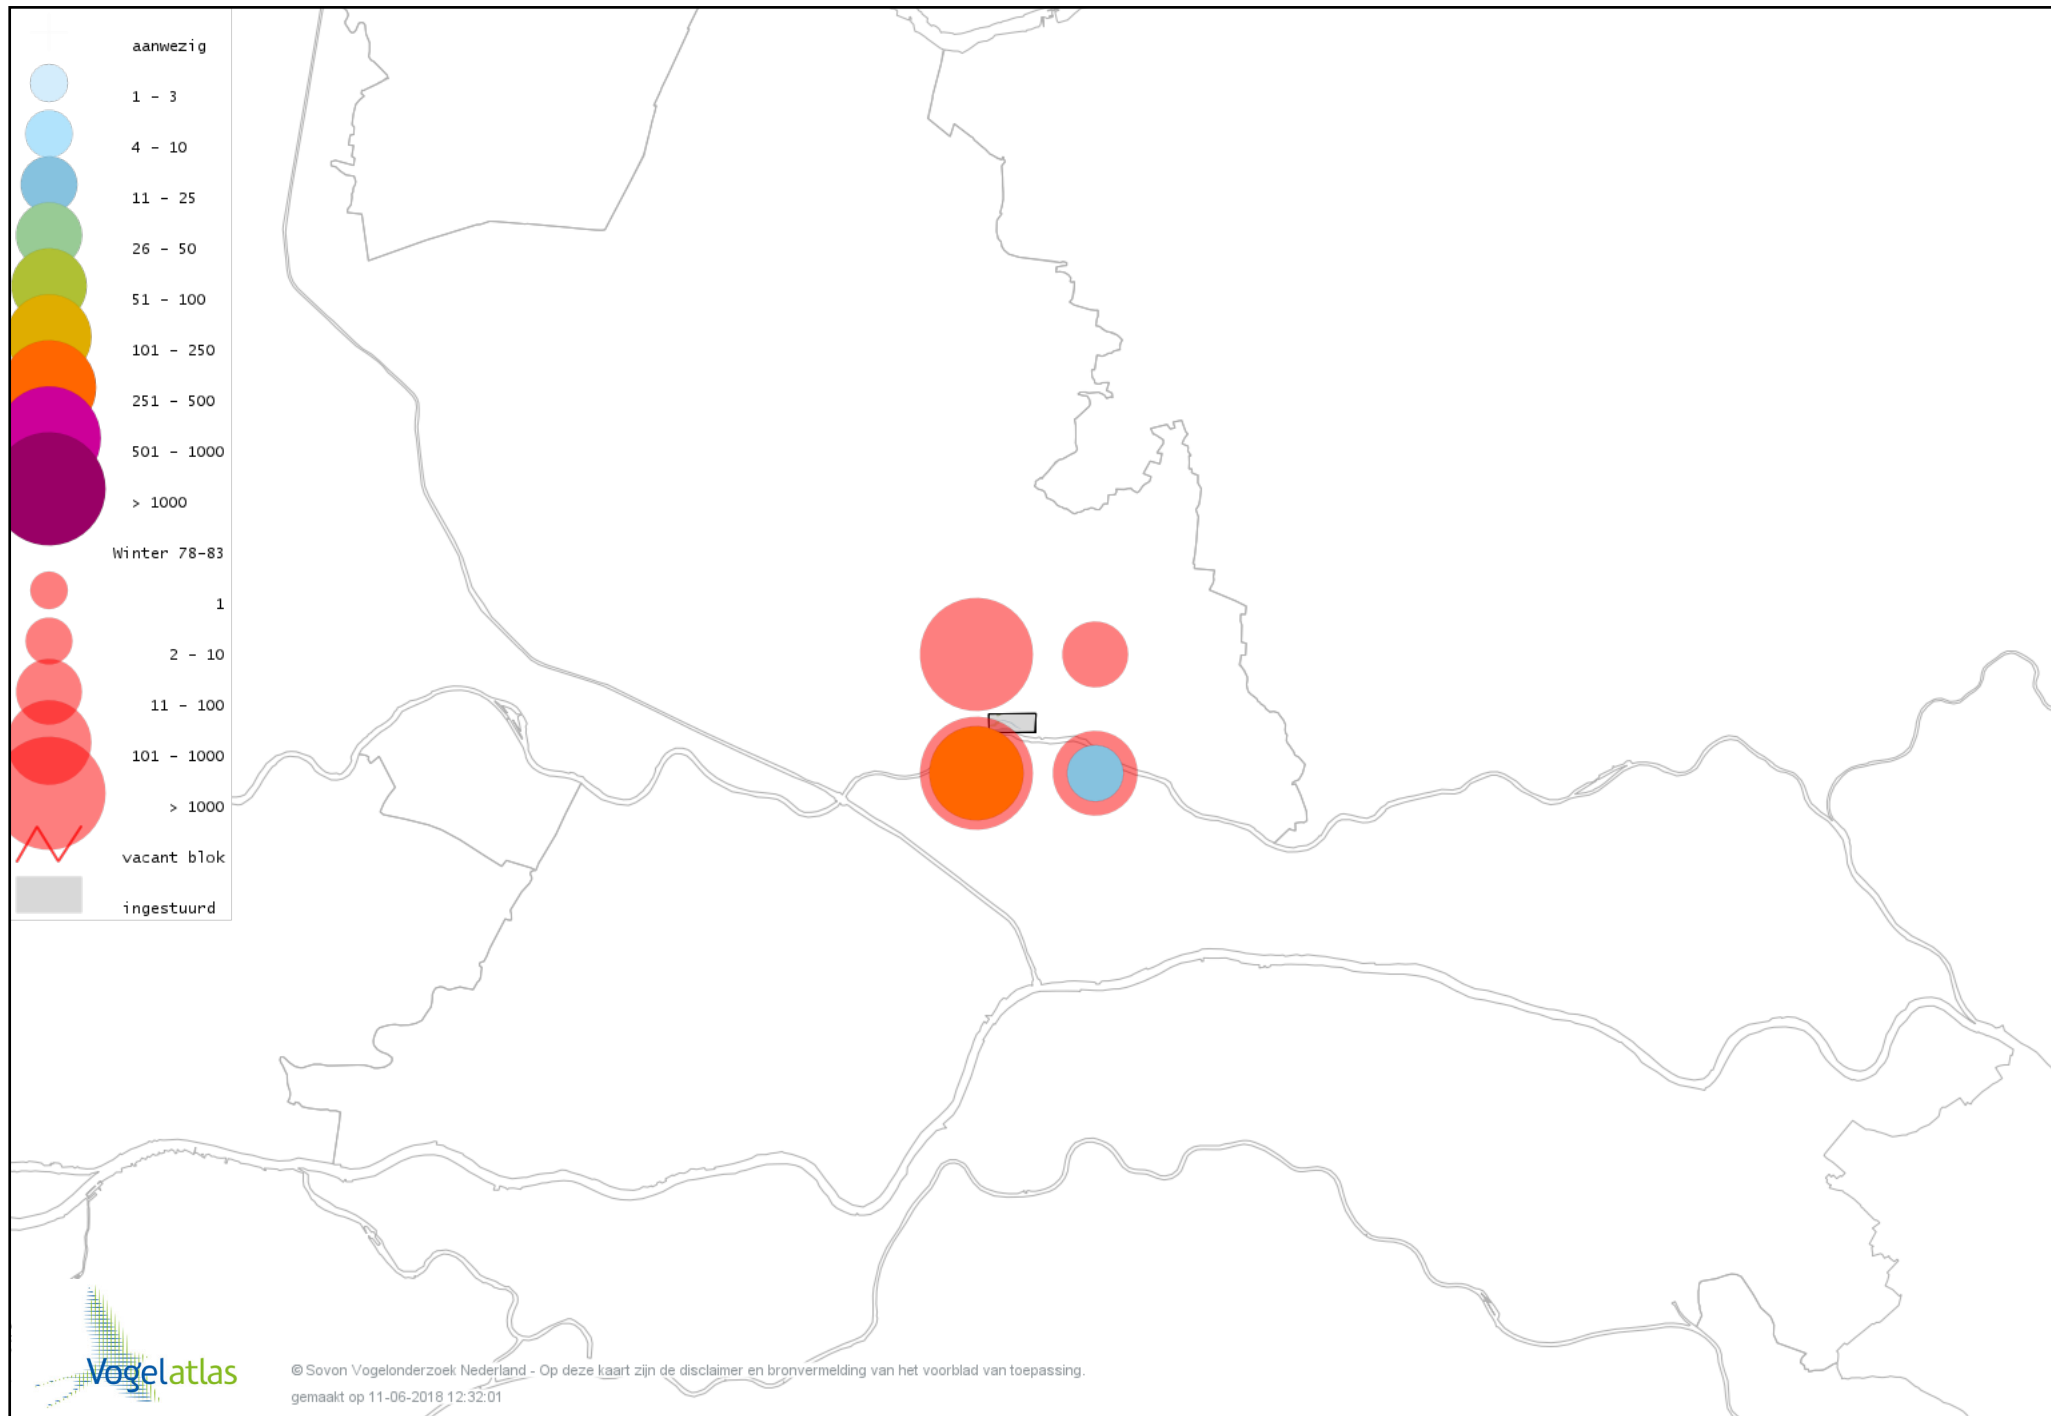 aanwezig
1 – 3
4 – 10
11 – 25
26 – 50
51 – 100
101 – 250
251 – 500
501 – 1000
> 1000
Winter 78-83
1
2 – 10
11 – 100
101 – 1000
> 1000
vacant blok
ingestuurd
Vogelatlas
© Sovon Vogelonderzoek Nederland - Op deze kaart zijn de disclaimer en bronvermelding van het voorblad van toepassing.
gemaakt op 11-06-2018 12:32:01